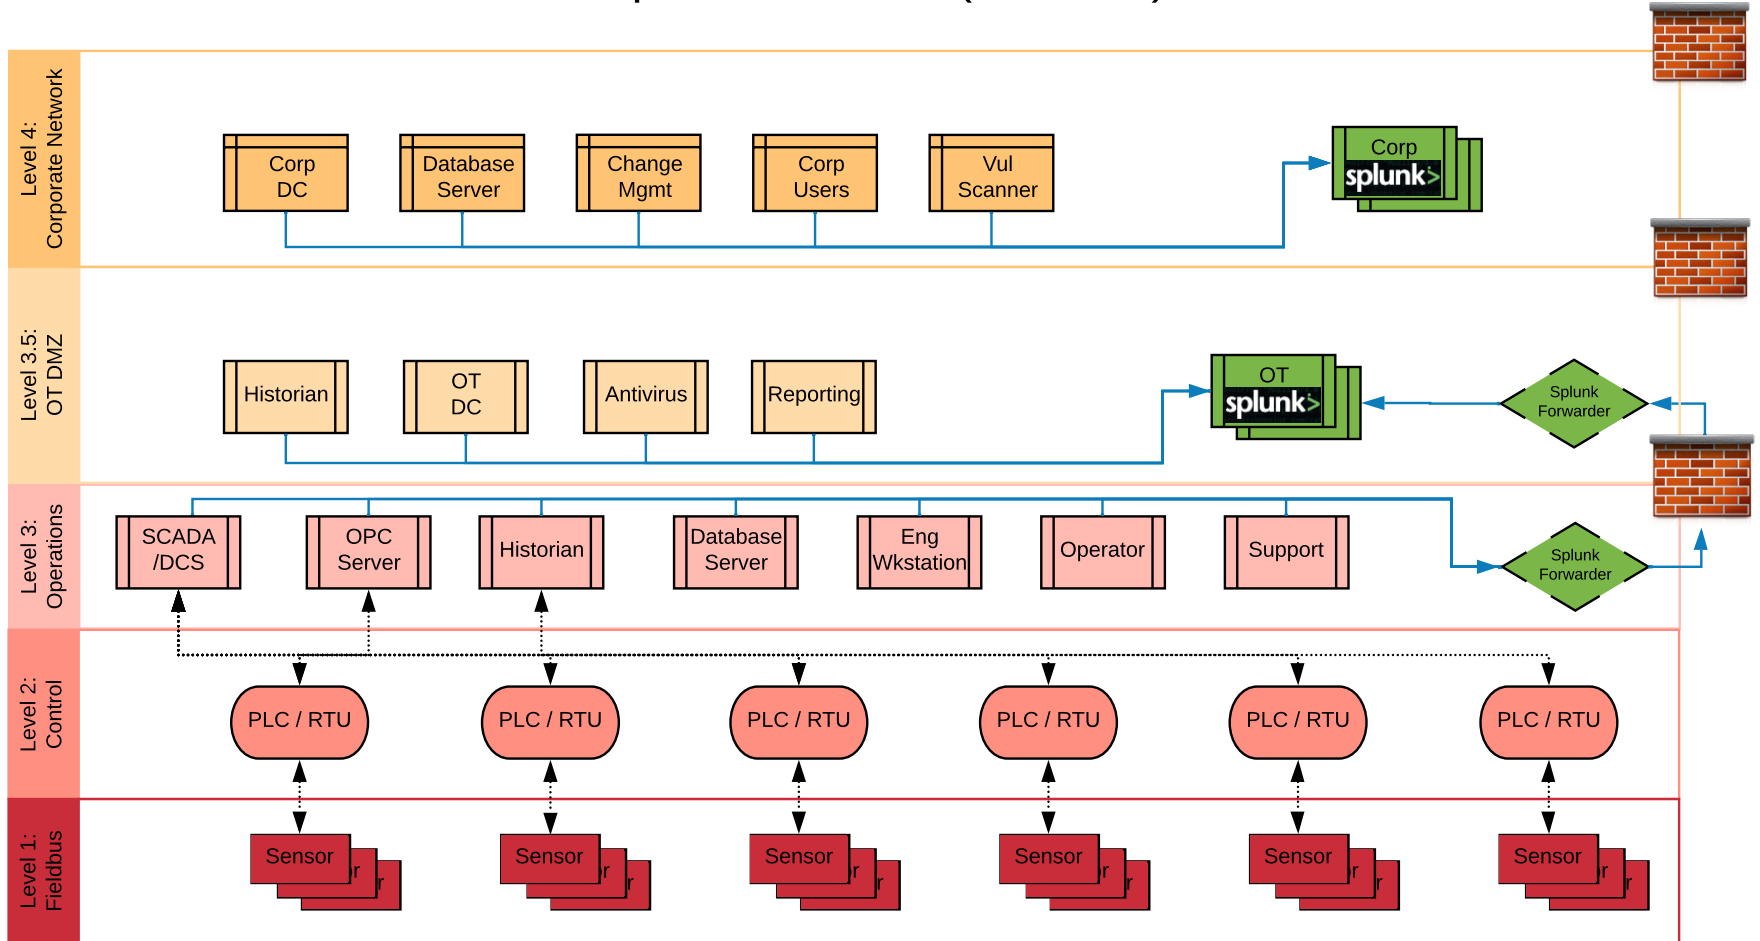 Level 4:
Corporate Network
Corp
DC
Database
Server
Change
Mgmt
Corp
Users
Vul
Scanner
Corp
splunk>
Level 3.5:
OT DMZ
Historian
OT
DC
Antivirus
Reporting
OT
splunk>
Splunk
Forwarder
Level 3:
Operations
SCADA
/DCS
OPC
Server
Historian
Database
Server
Eng
Wkstation
Operator
Support
Splunk
Forwarder
Level 2:
Control
PLC / RTU
PLC / RTU
PLC / RTU
PLC / RTU
PLC / RTU
PLC / RTU
Level 1:
Fieldbus
Sensor
Sensor
Sensor
Sensor
Sensor
Sensor